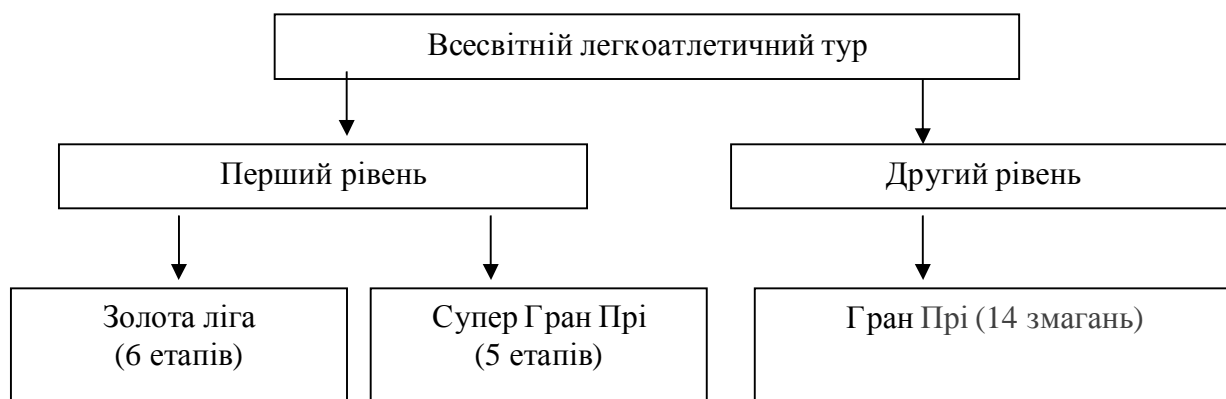 Всесвітній легкоатлетичний тур
Перший рівень
Другий рівень
Золота ліга
(6 етапів)
Супер Гран Прі
(5 етапів)
Гран Прі (14 змагань)